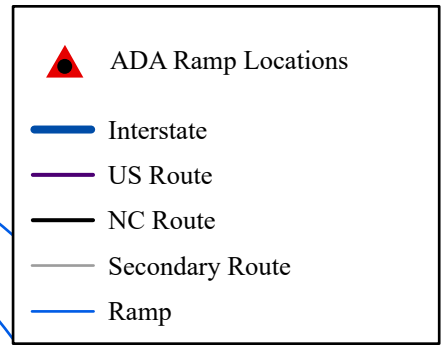 ADA Ramp Locations
Interstate
US Route
NC Route
Secondary Route
Ramp